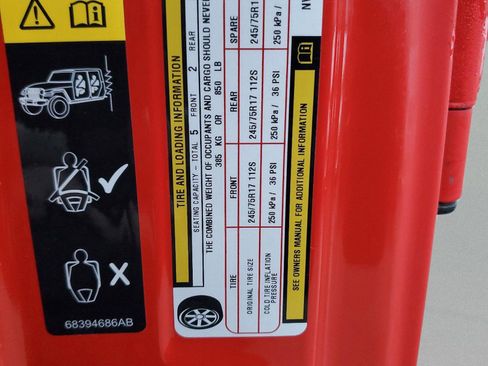 68394686AB
TIRE AND LOADING INFORMATION
SEATING CAPACITY - TOTAL 5 FRONT 2 REAR
THE COMBINED WEIGHT OF OCCUPANTS AND CARGO SHOULD NEVER
385 KG OR 850 LB
TIRE FRONT REAR SPARE
ORIGINAL TIRE SIZE 245/75R17 112S 245/75R17 112S 245/75R1
COLD TIRE INFLATION
PRESSURE
250 kPa / 36 PSI 250 kPa / 36 PSI 250 kPa /
SEE OWNERS MANUAL FOR ADDITIONAL INFORMATION